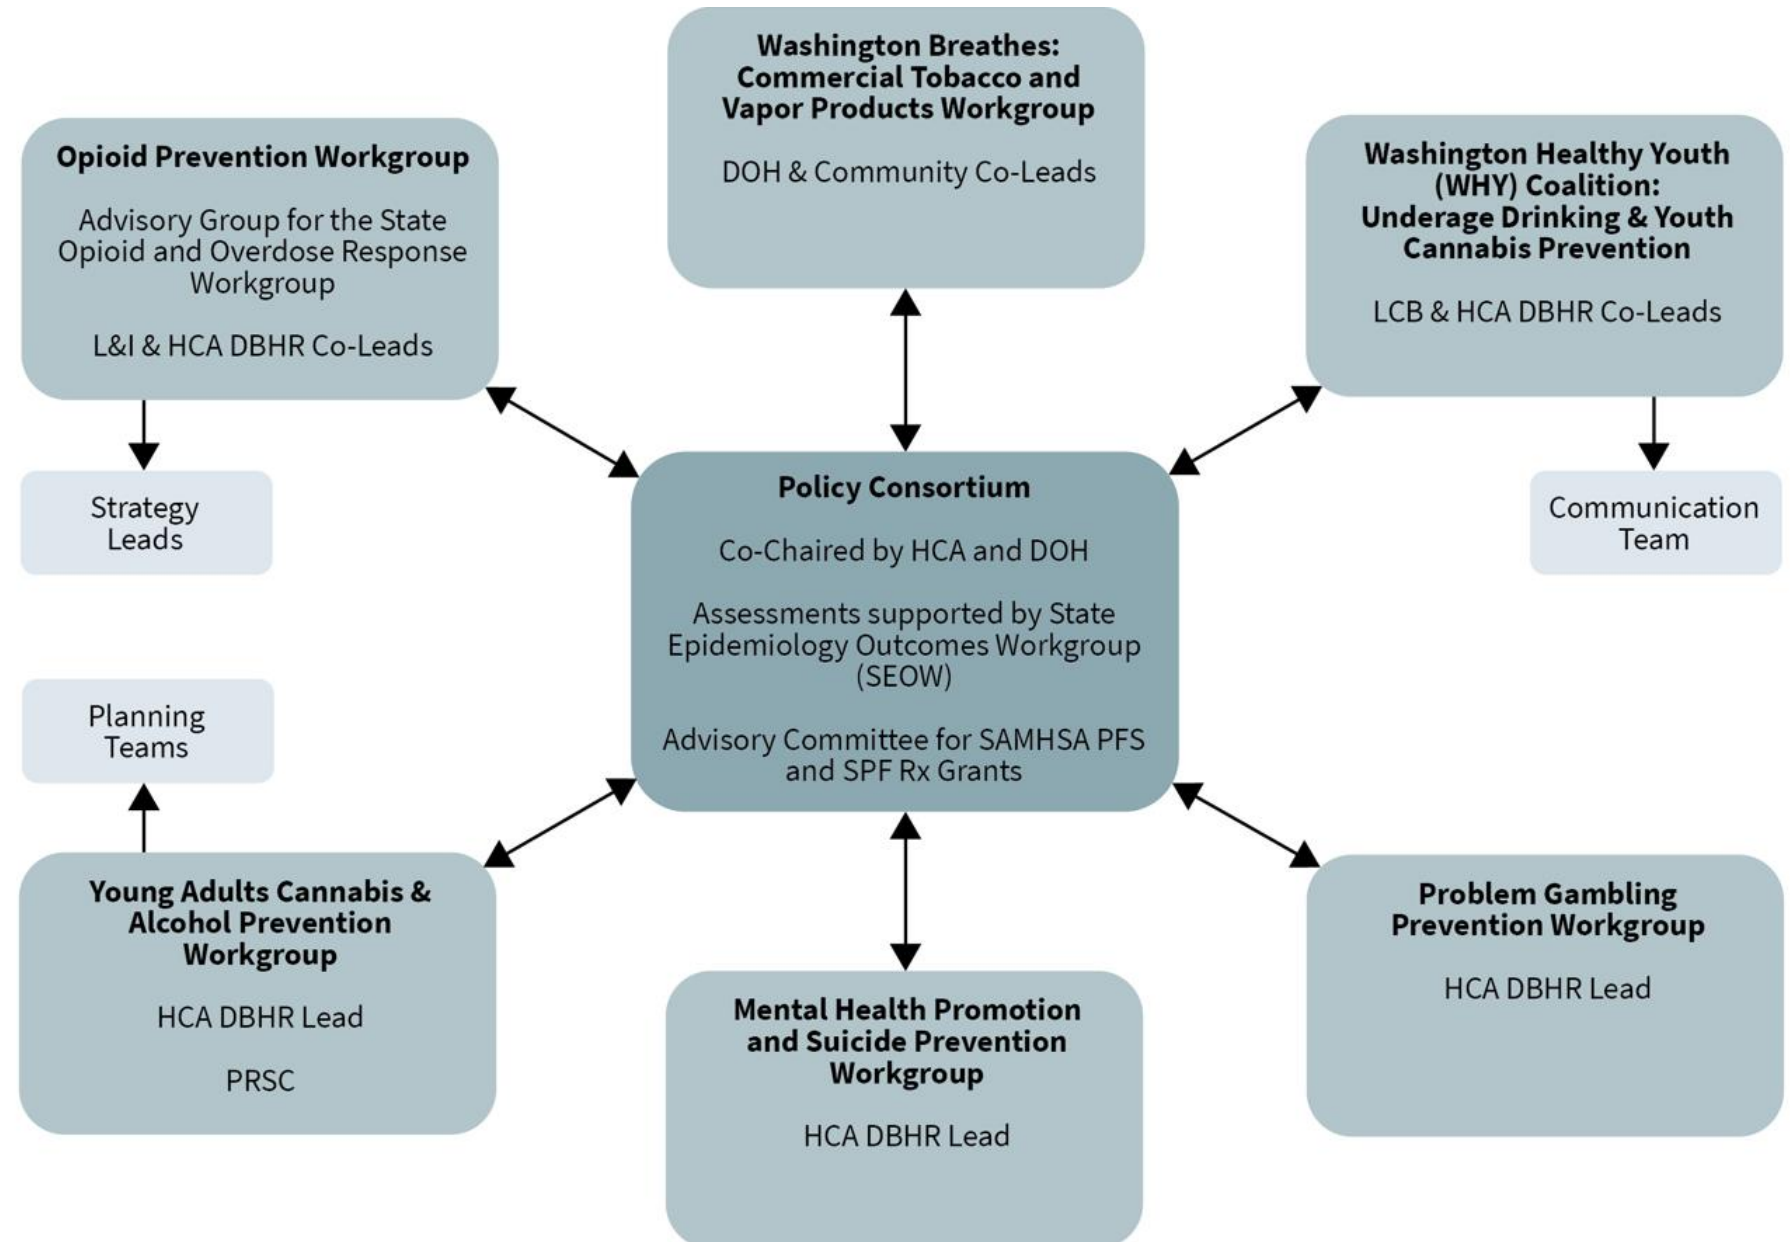 Washington Breathes:
Commercial Tobacco and
Vapor Products Workgroup
DOH & Community Co-Leads
Opioid Prevention Workgroup
Advisory Group for the State
Opioid and Overdose Response
Workgroup
L&I & HCA DBHR Co-Leads
Washington Healthy Youth
(WHY) Coalition:
Underage Drinking & Youth
Cannabis Prevention
LCB & HCA DBHR Co-Leads
Strategy
Leads
Policy Consortium
Co-Chaired by HCA and DOH
Assessments supported by State
Epidemiology Outcomes Workgroup
(SEOW)
Advisory Committee for SAMHSA PFS
and SPF Rx Grants
Communication
Team
Planning
Teams
Young Adults Cannabis &
Alcohol Prevention
Workgroup
HCA DBHR Lead
PRSC
Mental Health Promotion
and Suicide Prevention
Workgroup
HCA DBHR Lead
Problem Gambling
Prevention Workgroup
HCA DBHR Lead